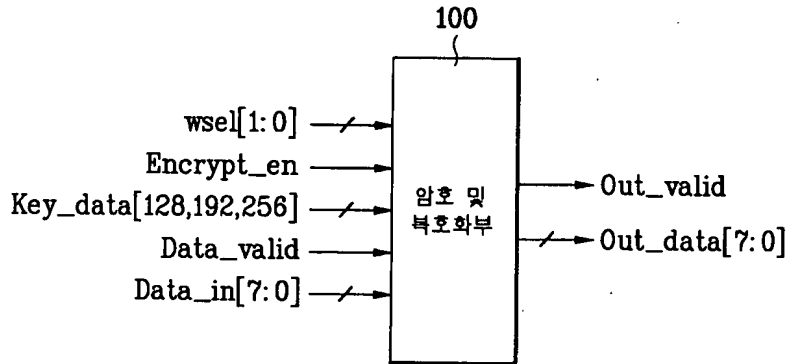 100
wsel[1:0]
Encrypt_en
Key_data[128,192,256]
Data_valid
Data_in[7:0]
암호 및
복호화부
Out_valid
Out_data[7:0]